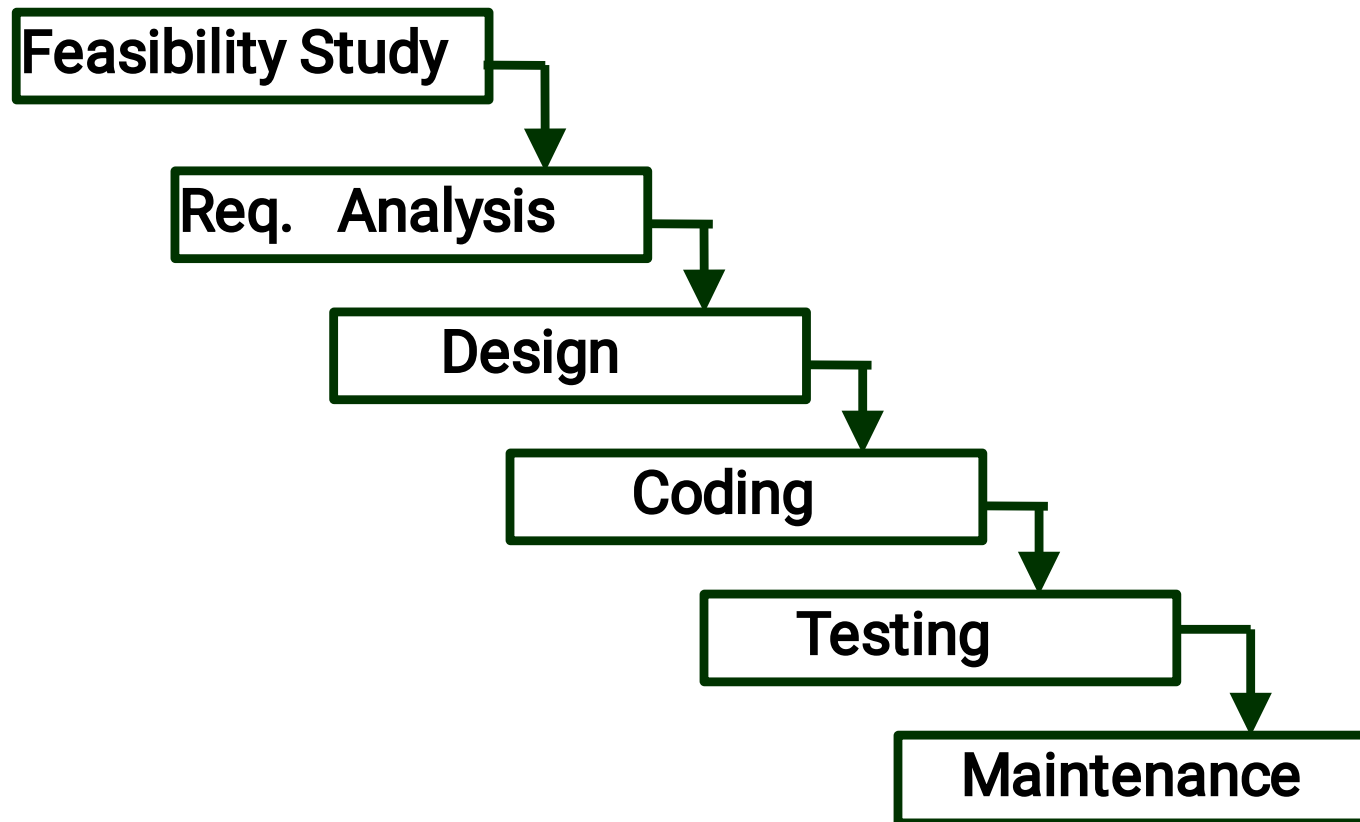 Feasibility Study
Req. Analysis
Design
Coding
Testing
Maintenance